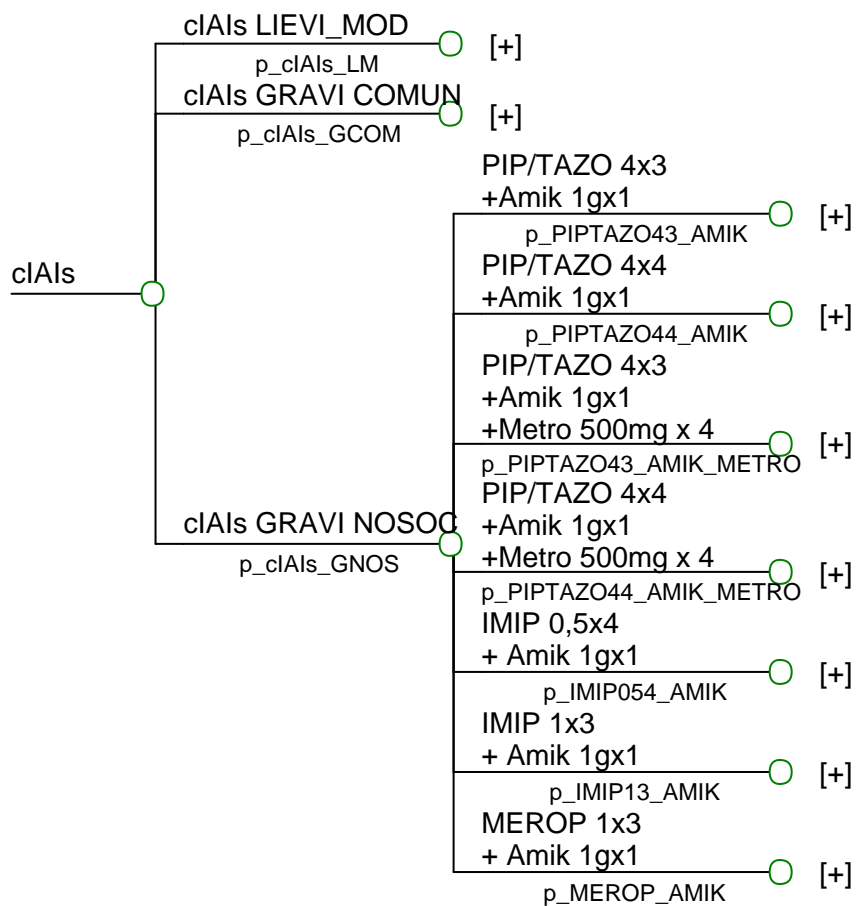 cIAIs LIEVI_MOD
[+]
p_cIAIs_LM
cIAIs GRAVI COMUN
[+]
p_cIAIs_GCOM
PIP/TAZO 4x3
+Amik 1gx1
[+]
p_PIPTAZO43_AMIK
cIAIs
PIP/TAZO 4x4
+Amik 1gx1
[+]
p_PIPTAZO44_AMIK
PIP/TAZO 4x3
+Amik 1gx1
+Metro 500mg x 4
[+]
p_PIPTAZO43_AMIK_METRO
cIAIs GRAVI NOSOC
p_cIAIs_GNOS
PIP/TAZO 4x4
+Amik 1gx1
+Metro 500mg x 4
[+]
p_PIPTAZO44_AMIK_METRO
IMIP 0,5x4
+ Amik 1gx1
[+]
p_IMIP054_AMIK
IMIP 1x3
+ Amik 1gx1
[+]
p_IMIP13_AMIK
MEROP 1x3
+ Amik 1gx1
[+]
p_MEROP_AMIK